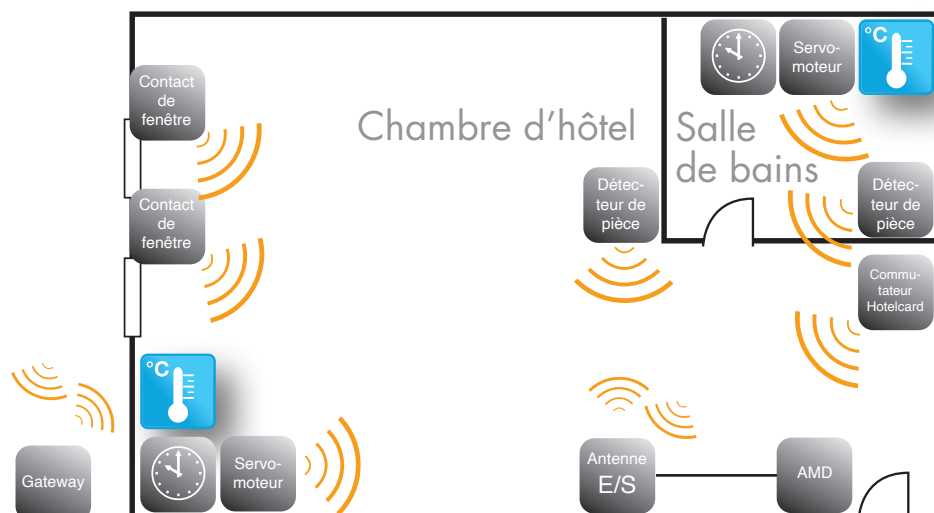 Servo-
moteur
°C
Contact
de
fenêtre
Chambre d'hôtel
Salle
de bains
Détec-
teur de
pièce
Détec-
teur de
pièce
Contact
de
fenêtre
Commu-
tateur
Hotelcard
°C
Gateway
Servo-
moteur
Antenne
E/S
AMD